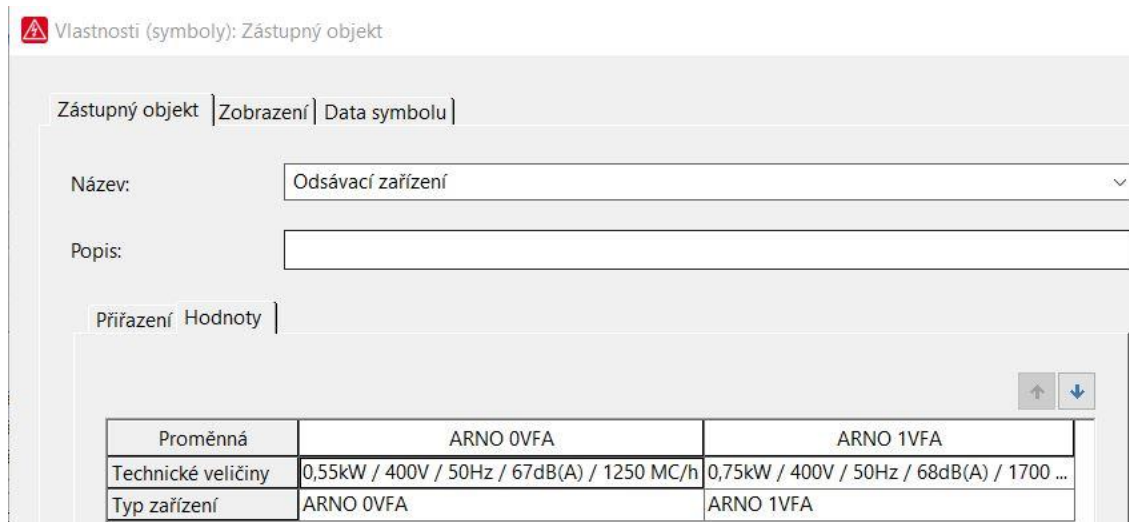 Vlastnosti (symboly): Zástupný objekt
Zástupný objekt Zobrazení Data symbolu
Název: Odsávací zařízení
Popis:
Přiřazení Hodnoty
Proměnná ARNO 0VFA ARNO 1VFA
Technické veličiny 0,55kW / 400V / 50Hz / 67dB(A) / 1250 MC/h 0,75kW / 400V / 50Hz / 68dB(A) / 1700 ...
Typ zařízení ARNO 0VFA ARNO 1VFA